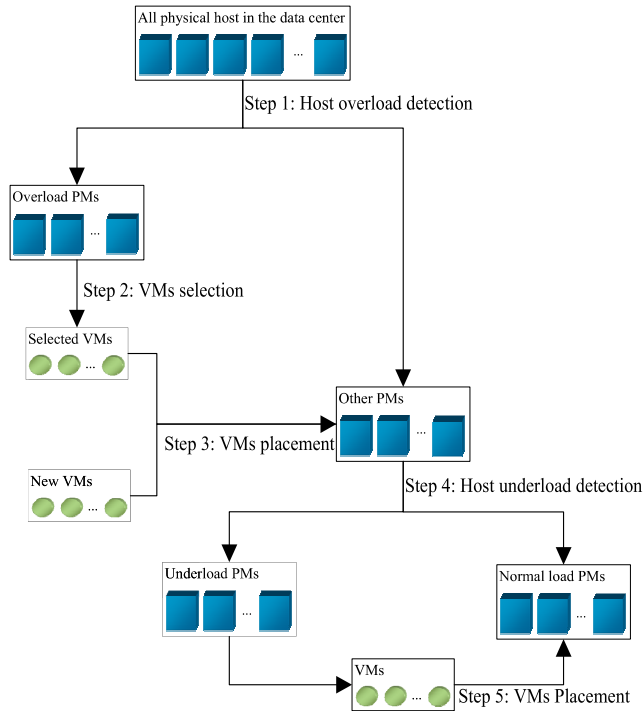 All physical host in the data center
...
Step 1: Host overload detection
Overload PMs
...
Step 2: VMs selection
Selected VMs
...
Other PMs
...
Step 3: VMs placement
New VMs
...
Step 4: Host underload detection
Underload PMs
...
Normal load PMs
...
VMs
...
Step 5: VMs Placement